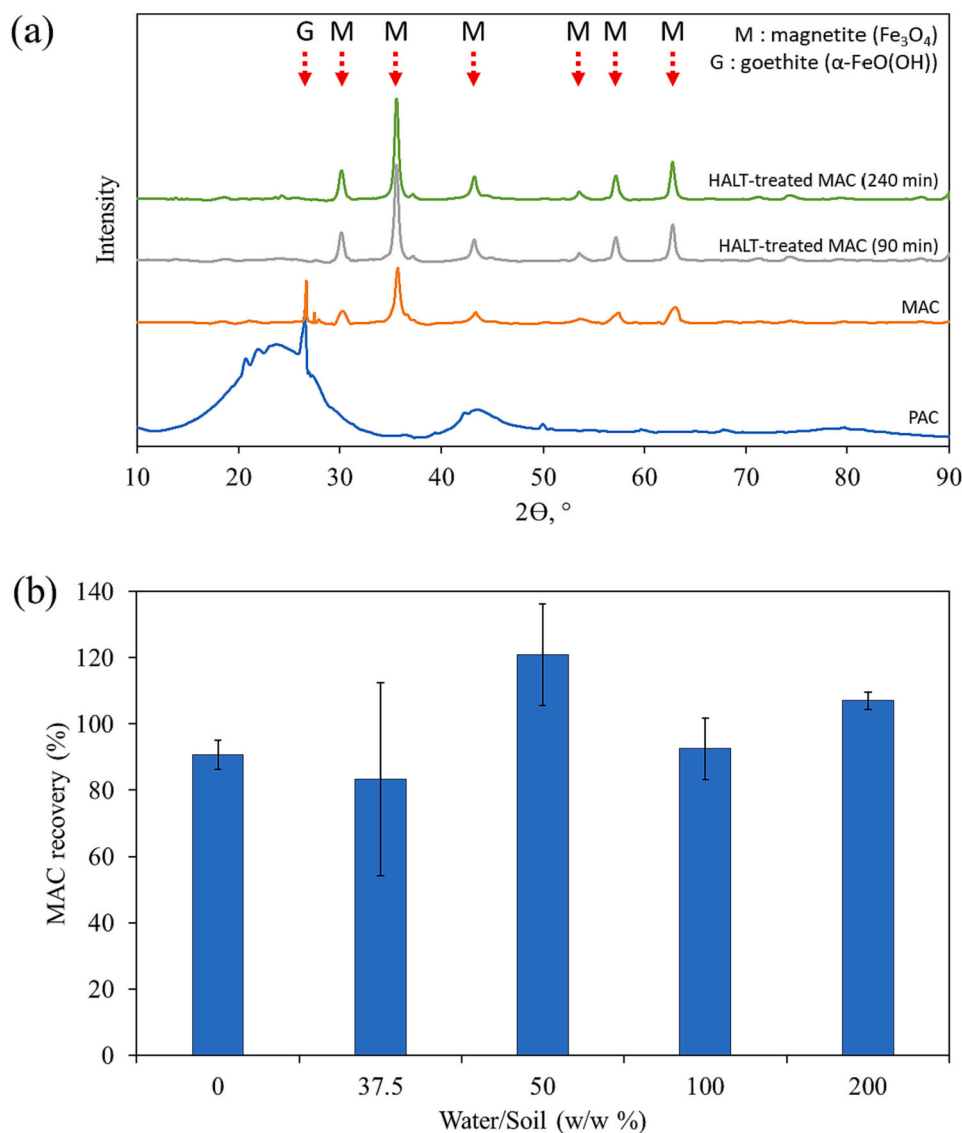 (a)
G M M M M M M
M : magnetite (Fe₃O₄)
G : goethite (α-FeO(OH))
Intensity
HALT-treated MAC (240 min)
HALT-treated MAC (90 min)
MAC
PAC
10 20 30 40 50 60 70 80 90
2Θ, °
(b)
MAC recovery (%)
140
120
100
80
60
40
20
0
0 37.5 50 100 200
Water/Soil (w/w %)